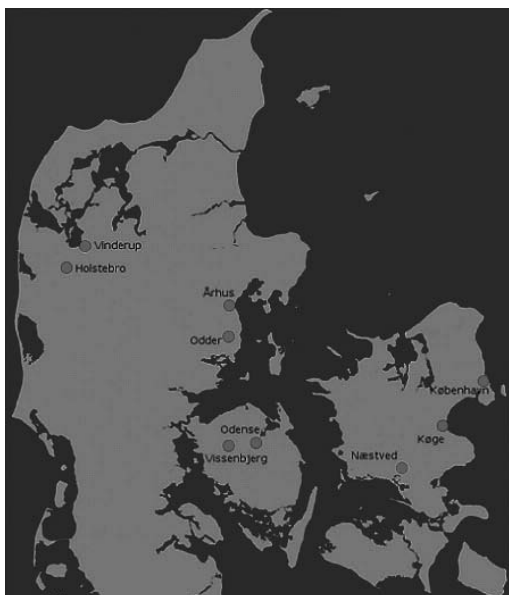 Vinderup
Holstebro
Århus
Odder
København
Odense
Køge
Vissenbjerg
Næstved